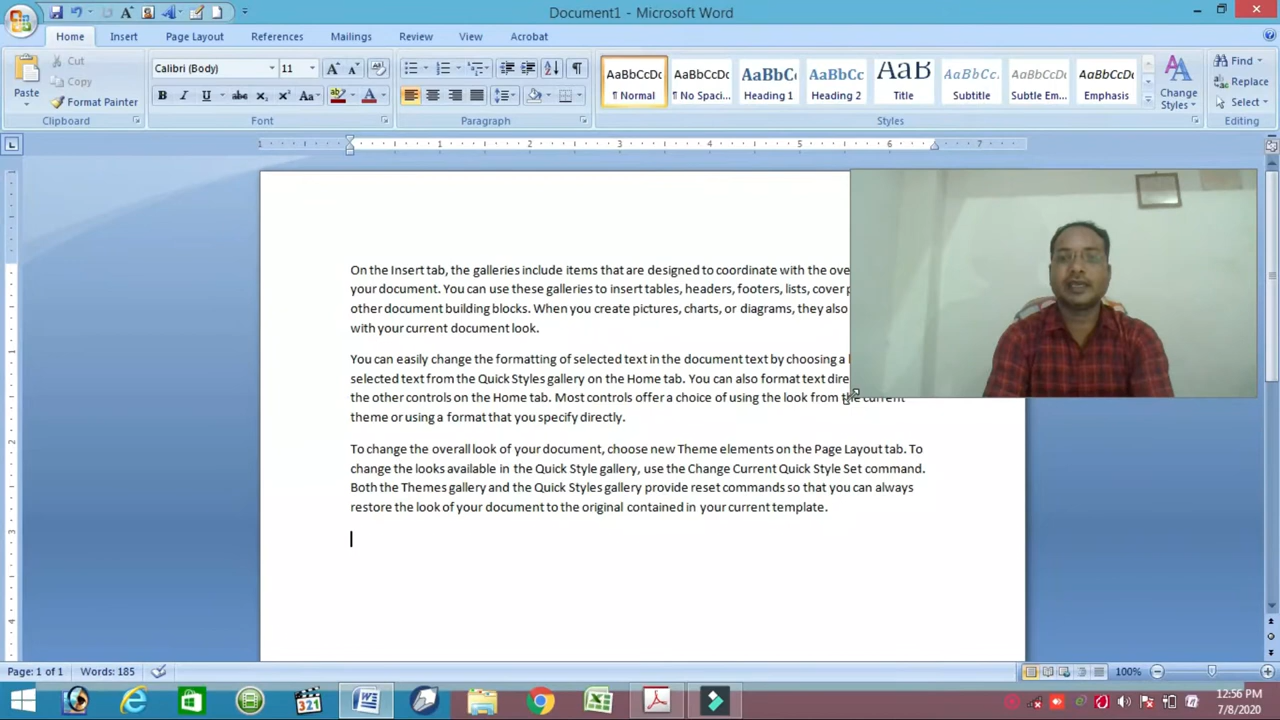 Document1 - Microsoft Word
Home Insert Page Layout References Mailings Review View Acrobat
Paste
Cut
Copy
Format Painter
Clipboard
Calibri (Body) 11
Font
Paragraph
AaBbCcDc AaBbCcDc AaBbC AaBbCc AaB AaBbCc. AaBbCcDc AaBbCcDc
¶ Normal ¶ No Spaci... Heading 1 Heading 2 Title Subtitle Subtle Em... Emphasis
Change Styles
Styles
Find
Replace
Select
Editing
1 1 2 3 4 5 6 7
On the Insert tab, the galleries include items that are designed to coordinate with the ove
your document. You can use these galleries to insert tables, headers, footers, lists, cover p
other document building blocks. When you create pictures, charts, or diagrams, they also
with your current document look.
You can easily change the formatting of selected text in the document text by choosing a
selected text from the Quick Styles gallery on the Home tab. You can also format text dire
the other controls on the Home tab. Most controls offer a choice of using the look from the current
theme or using a format that you specify directly.
To change the overall look of your document, choose new Theme elements on the Page Layout tab. To
change the looks available in the Quick Style gallery, use the Change Current Quick Style Set command.
Both the Themes gallery and the Quick Styles gallery provide reset commands so that you can always
restore the look of your document to the original contained in your current template.
Page: 1 of 1 Words: 185 100%
321
12:56 PM
7/8/2020